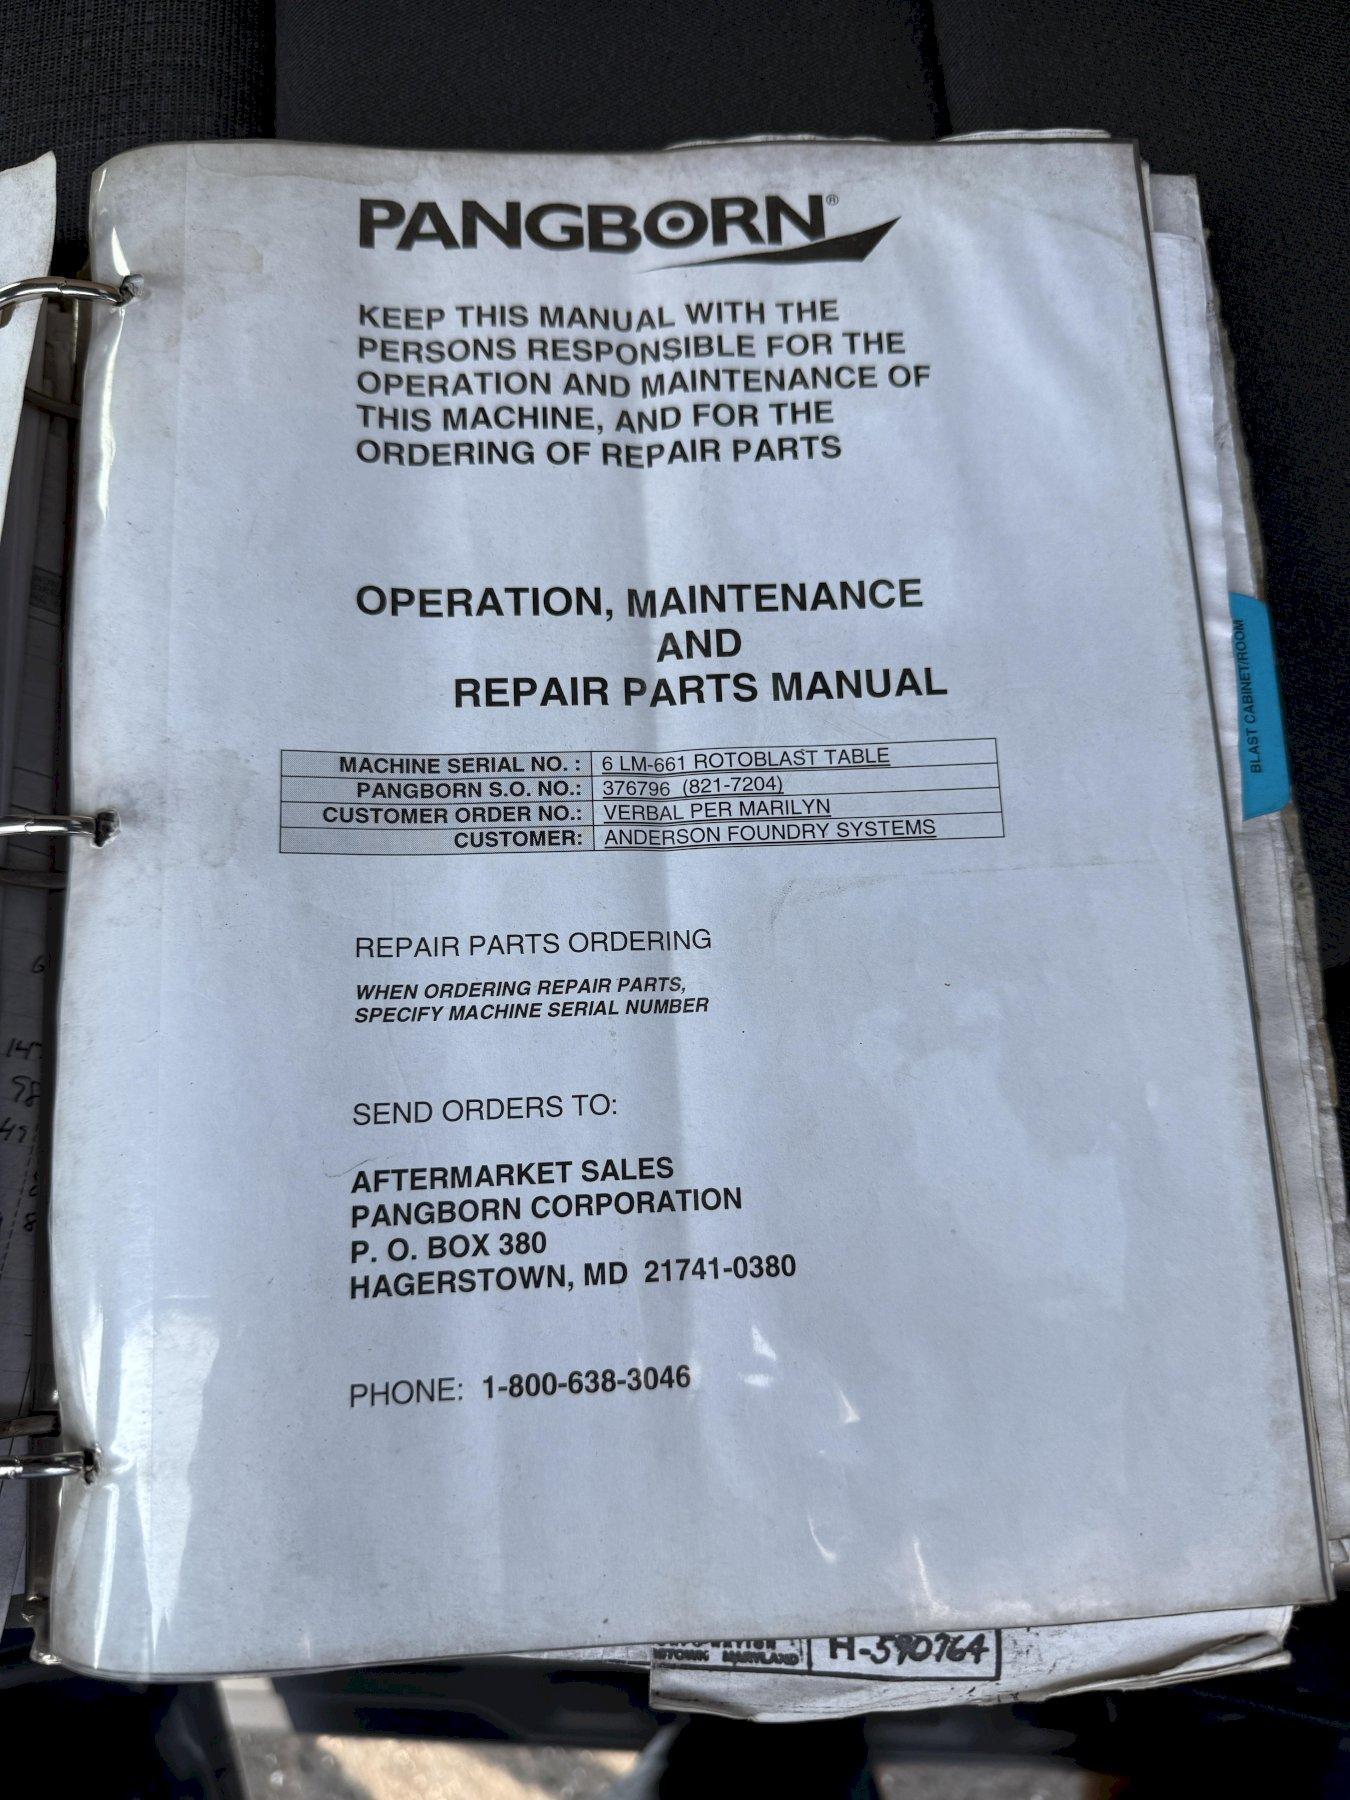 PANGBORN®
KEEP THIS MANUAL WITH THE
PERSONS RESPONSIBLE FOR THE
OPERATION AND MAINTENANCE OF
THIS MACHINE, AND FOR THE
ORDERING OF REPAIR PARTS
OPERATION, MAINTENANCE
AND
REPAIR PARTS MANUAL
MACHINE SERIAL NO. : 6 LM-661 ROTOBLAST TABLE
PANGBORN S.O. NO.: 376796 (821-7204)
CUSTOMER ORDER NO.: VERBAL PER MARILYN
CUSTOMER: ANDERSON FOUNDRY SYSTEMS
REPAIR PARTS ORDERING
WHEN ORDERING REPAIR PARTS,
SPECIFY MACHINE SERIAL NUMBER
SEND ORDERS TO:
AFTERMARKET SALES
PANGBORN CORPORATION
P. O. BOX 380
HAGERSTOWN, MD 21741-0380
PHONE: 1-800-638-3046
BLAST CABINET/ROOM
MARYLAND
H-590764